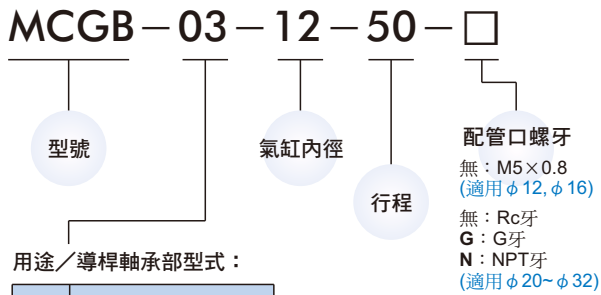 MCGB－03－12－50－□
型號
氣缸內徑
行程
配管口螺牙
無：M5×0.8
(適用φ12,φ16)
無：Rc牙
G：G牙
N：NPT牙
(適用φ20~φ32)
用途／導桿軸承部型式：